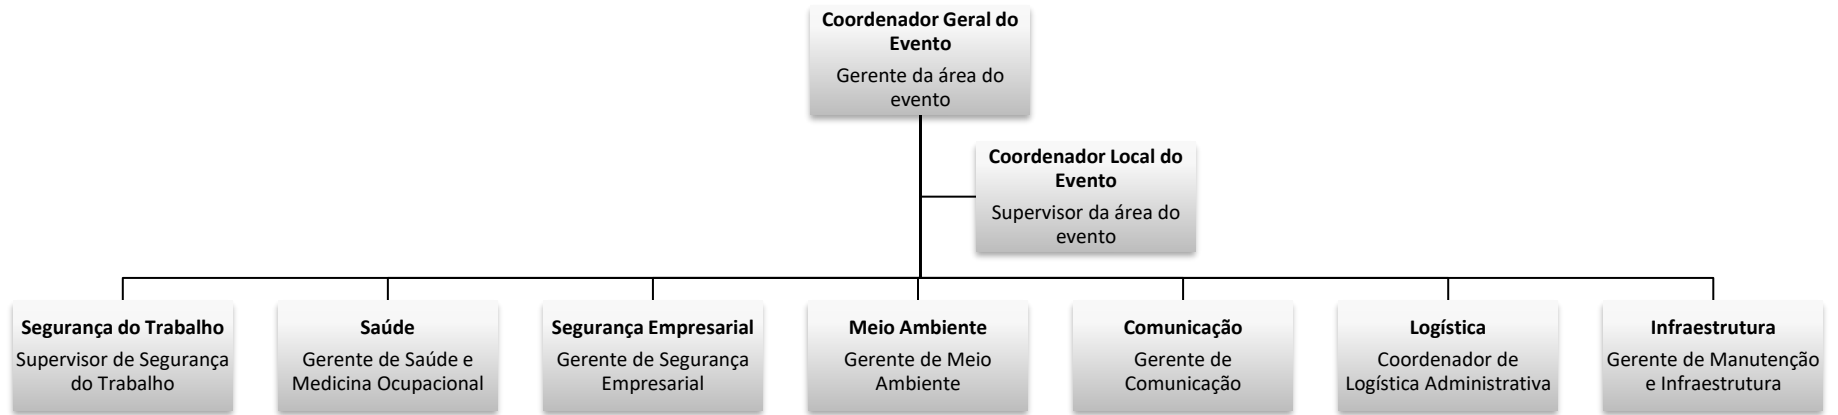 Coordenador Geral do
Evento
Gerente da área do
evento
Coordenador Local do
Evento
Supervisor da área do
evento
Segurança do Trabalho
Supervisor de Segurança
do Trabalho
Saúde
Gerente de Saúde e
Medicina Ocupacional
Segurança Empresarial
Gerente de Segurança
Empresarial
Meio Ambiente
Gerente de Meio
Ambiente
Comunicação
Gerente de
Comunicação
Logística
Coordenador de
Logística Administrativa
Infraestrutura
Gerente de Manutenção
e Infraestrutura